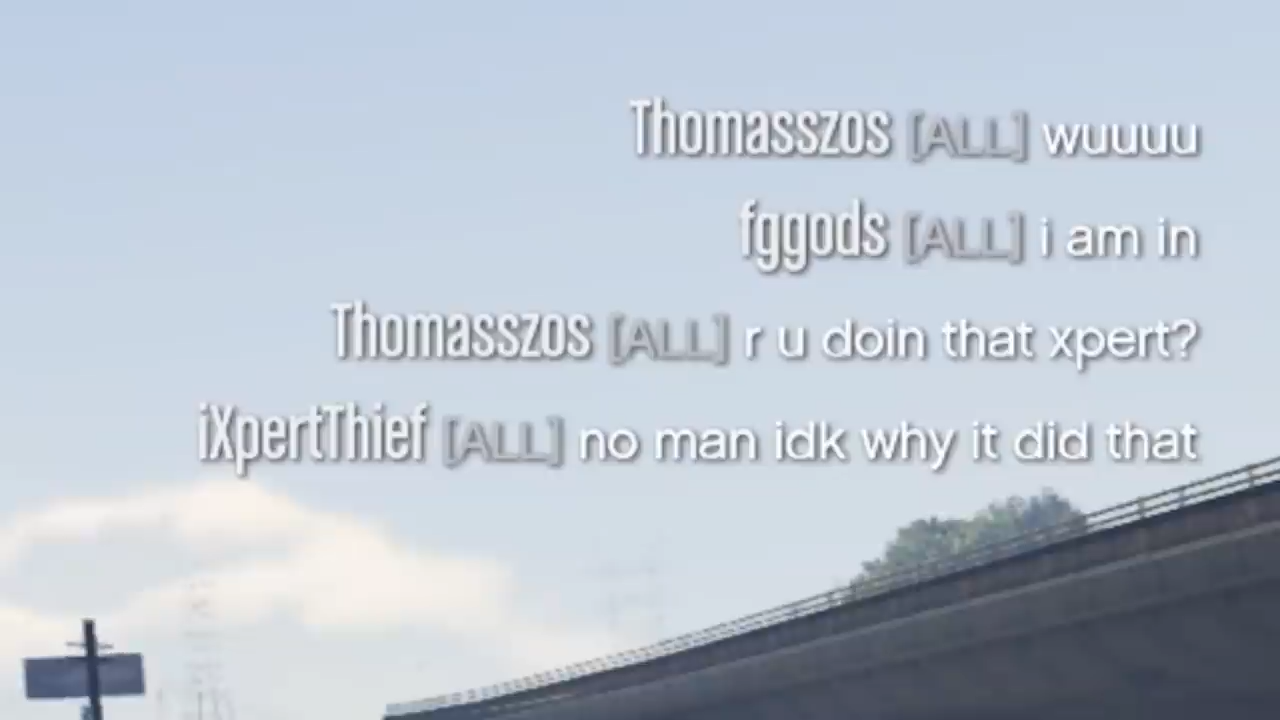 Thomasszos [ALL] wuuuu
fggods [ALL] i am in
Thomasszos [ALL] r u doin that xpert?
iXpertThief [ALL] no man idk why it did that